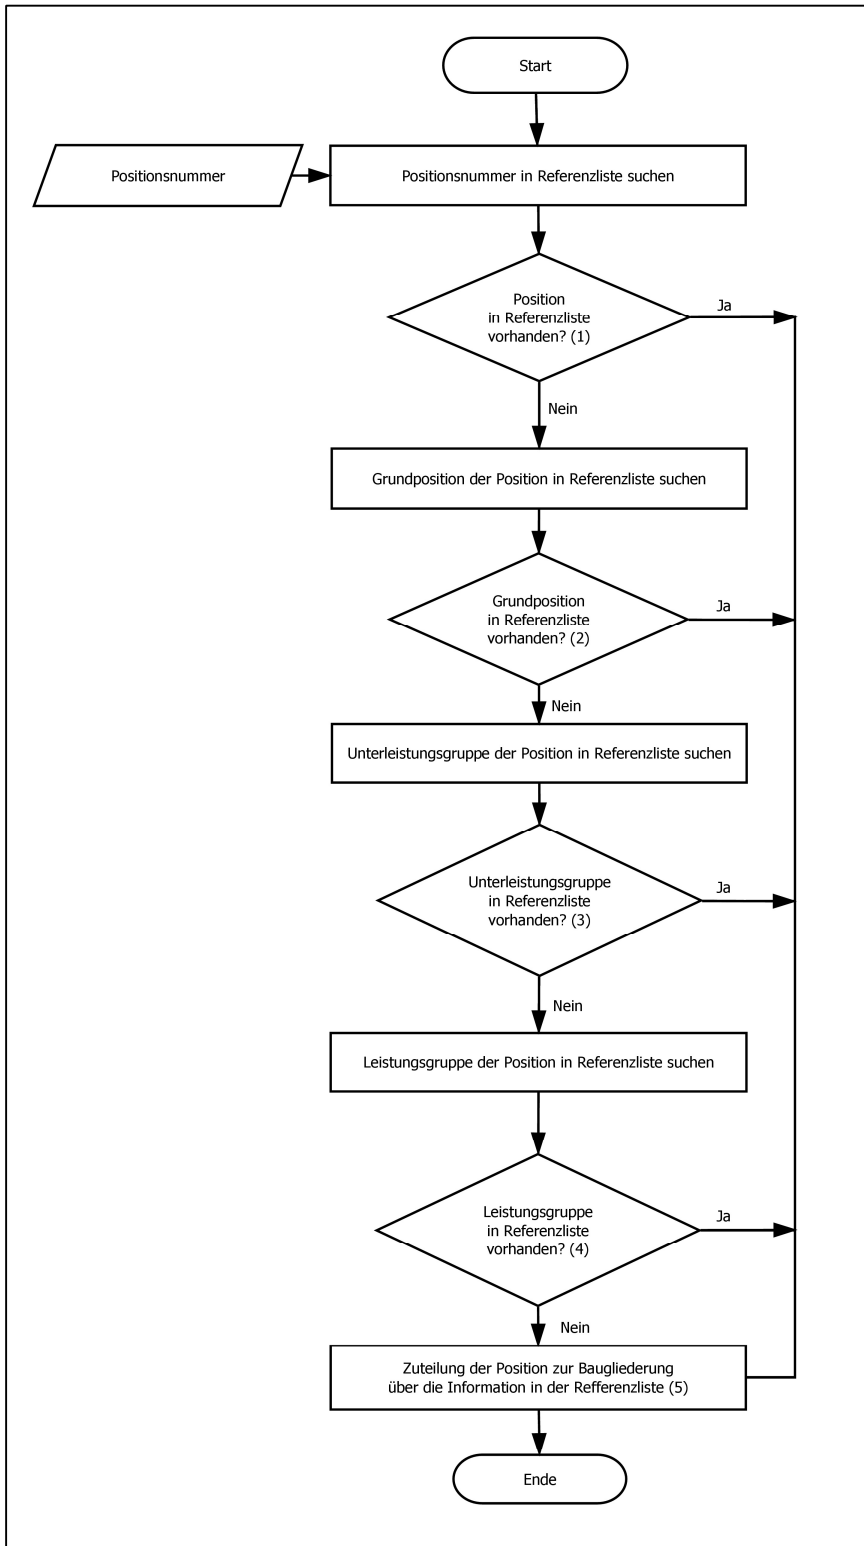 Start
Positionsnummer
Positionsnummer in Referenzliste suchen
Position
in Referenzliste
vorhanden? (1)
Ja
Nein
Grundposition der Position in Referenzliste suchen
Grundposition
in Referenzliste
vorhanden? (2)
Ja
Nein
Unterleistungsgruppe der Position in Referenzliste suchen
Unterleistungsgruppe
in Referenzliste
vorhanden? (3)
Ja
Nein
Leistungsgruppe der Position in Referenzliste suchen
Leistungsgruppe
in Referenzliste
vorhanden? (4)
Ja
Nein
Zuteilung der Position zur Baugliederung
über die Information in der Refferenzliste (5)
Ende